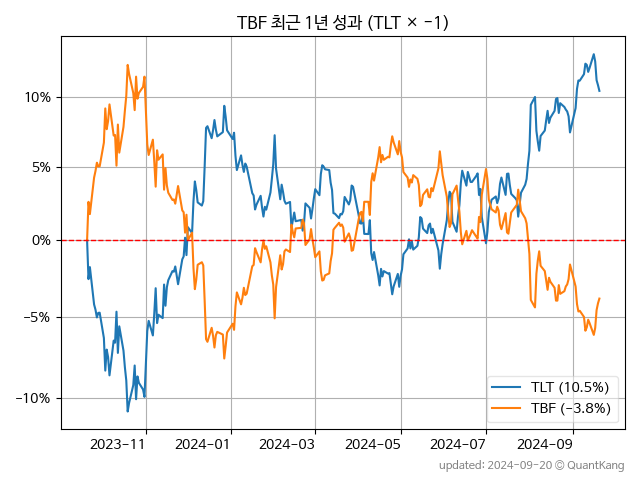 TBF 최근 1년 성과 (TLT × −1)
10%
5%
0%
−5%
−10%
TLT (10.5%)
TBF (−3.8%)
2023−11
2024−01
2024−03
2024−05
2024−07
2024−09
updated: 2024−09−20 © QuantKang